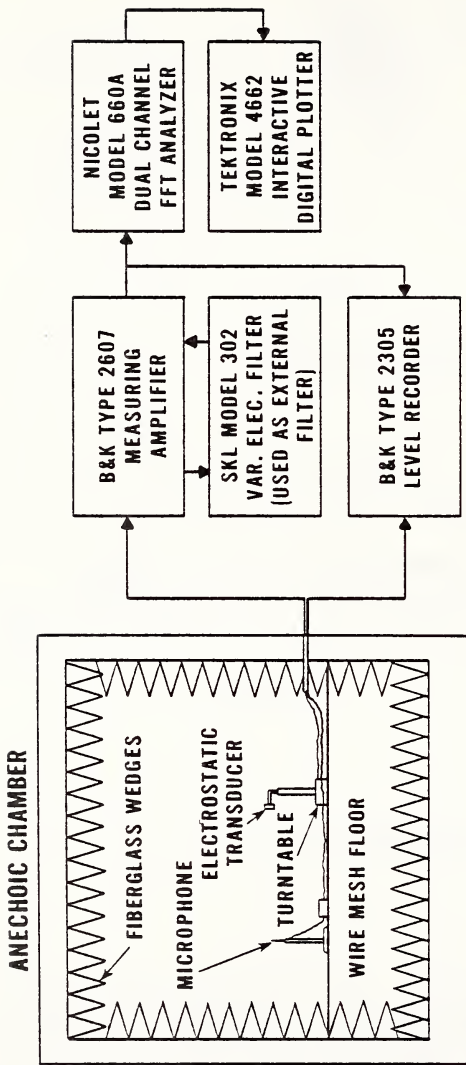 ANECHOIC CHAMBER
FIBERGLASS WEDGES
MICROPHONE
ELECTROSTATIC
TRANSDUCER
TURNTABLE
WIRE MESH FLOOR
B&K TYPE 2607
MEASURING
AMPLIFIER
SKL MODEL 302
VAR. ELEC. FILTER
(USED AS EXTERNAL
FILTER)
B&K TYPE 2305
LEVEL RECORDER
NICOLET
MODEL 660A
DUAL CHANNEL
FFT ANALYZER
TEKTRONIX
MODEL 4662
INTERACTIVE
DIGITAL PLOTTER